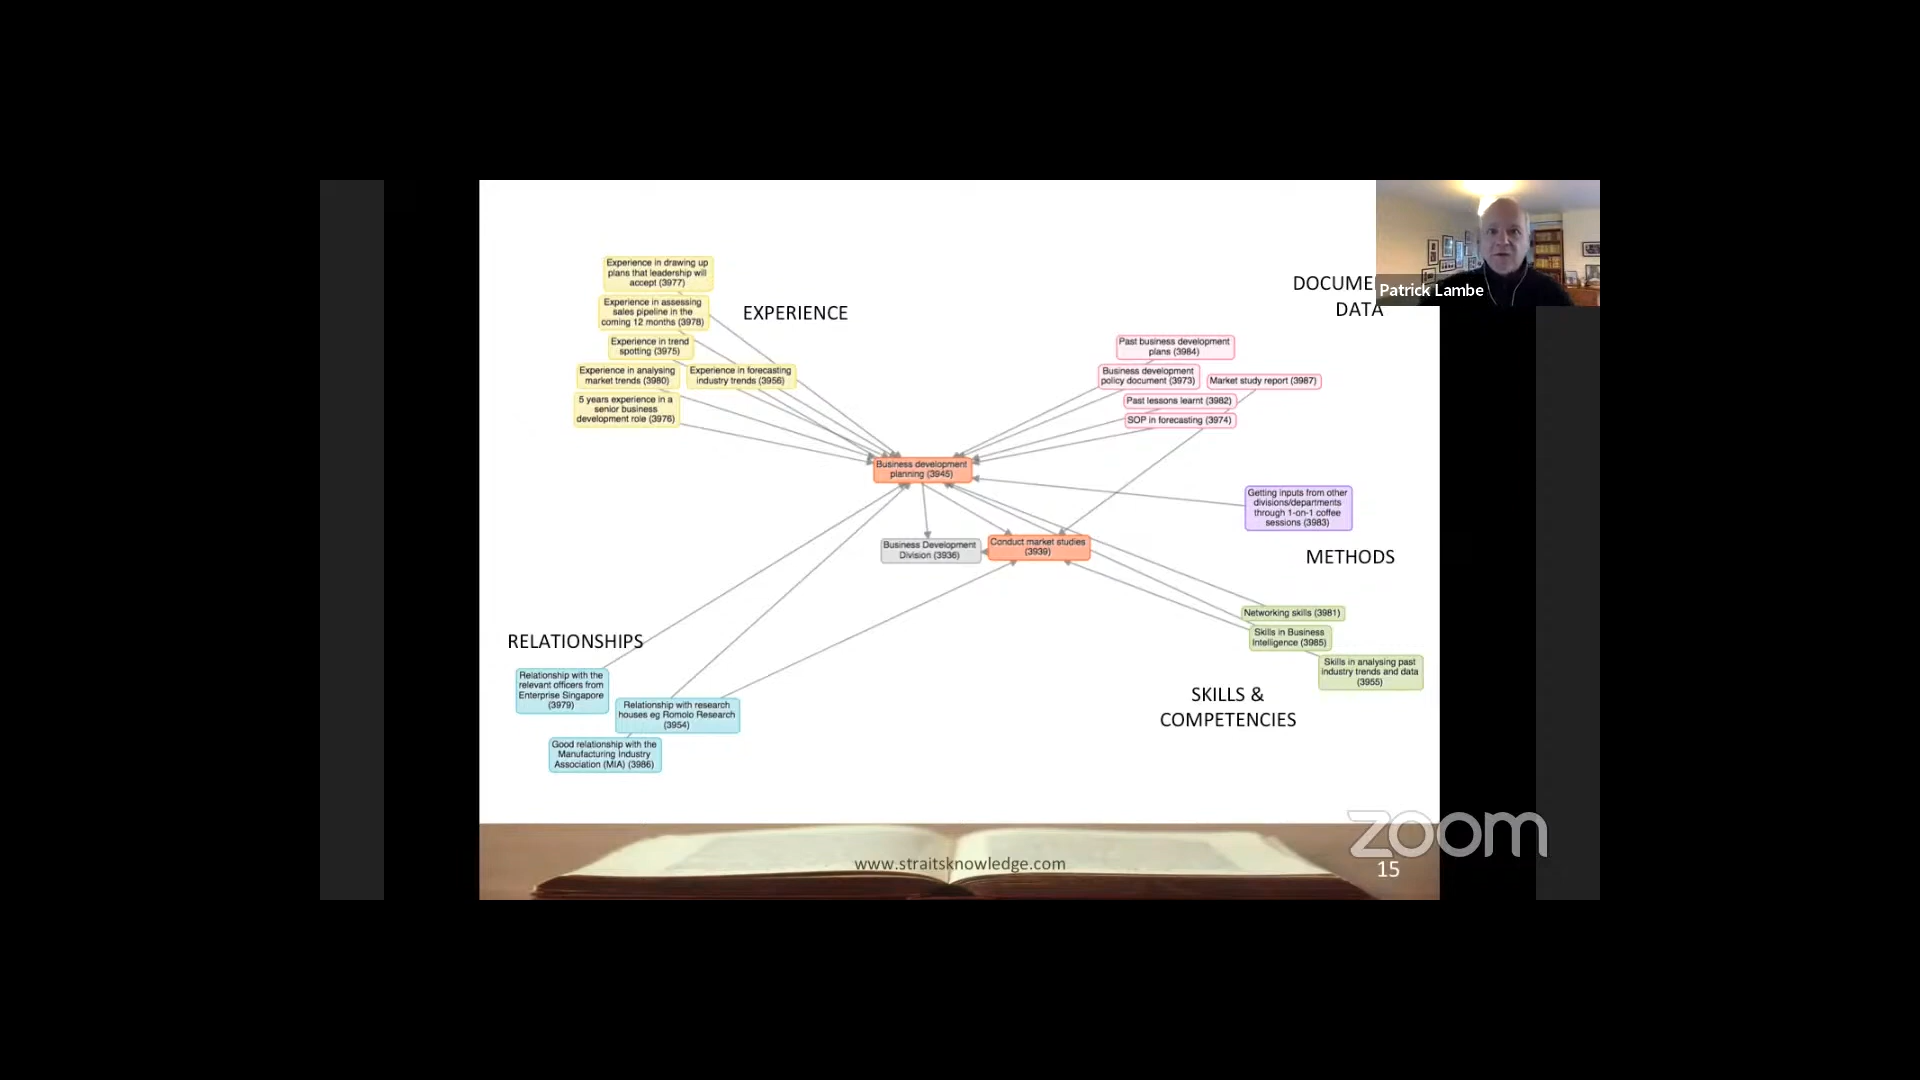 Experience in drawing up
plans that leadership will
accept (3977)
Experience in assessing
sales pipeline in the
coming 12 months (3978)
EXPERIENCE
Experience in trend
spotting (3975)
Experience in analysing
market trends (3980)
Experience in forecasting
industry trends (3956)
5 years experience in a
senior business
development role (3976)
DOCUME
DATA
Patrick Lambe
Past business development
plans (3984)
Business development
policy document (3973)
Market study report (3987)
Past lessons learnt (3982)
SOP in forecasting (3974)
Business development
planning (3945)
Getting inputs from other
divisions/departments
through 1-on-1 coffee
sessions (3983)
METHODS
Business Development
Division (3936)
Conduct market studies
(3939)
Networking skills (3981)
Skills in Business
Intelligence (3985)
Skills in analysing past
industry trends and data
(3955)
SKILLS &
COMPETENCIES
RELATIONSHIPS
Relationship with the
relevant officers from
Enterprise Singapore
(3979)
Relationship with research
houses eg Romolo Research
(3954)
Good relationship with the
Manufacturing Industry
Association (MIA) (3986)
www.straitsknowledge.com
zoom
15